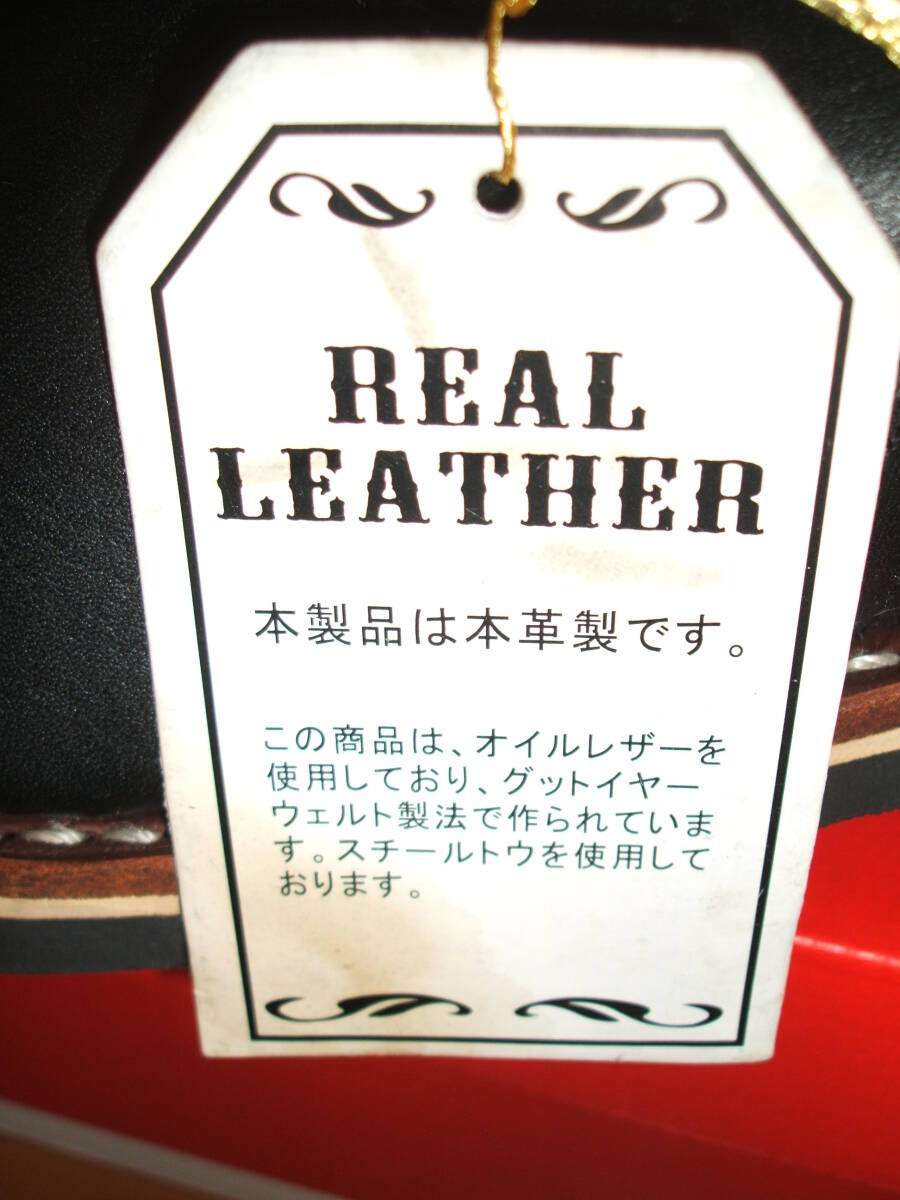 REAL
LEATHER
本製品は本革製です。
この商品は、オイルレザーを
使用しており、グットイヤー
ウェルト製法で作られていま
す。スチールトウを使用して
おります。